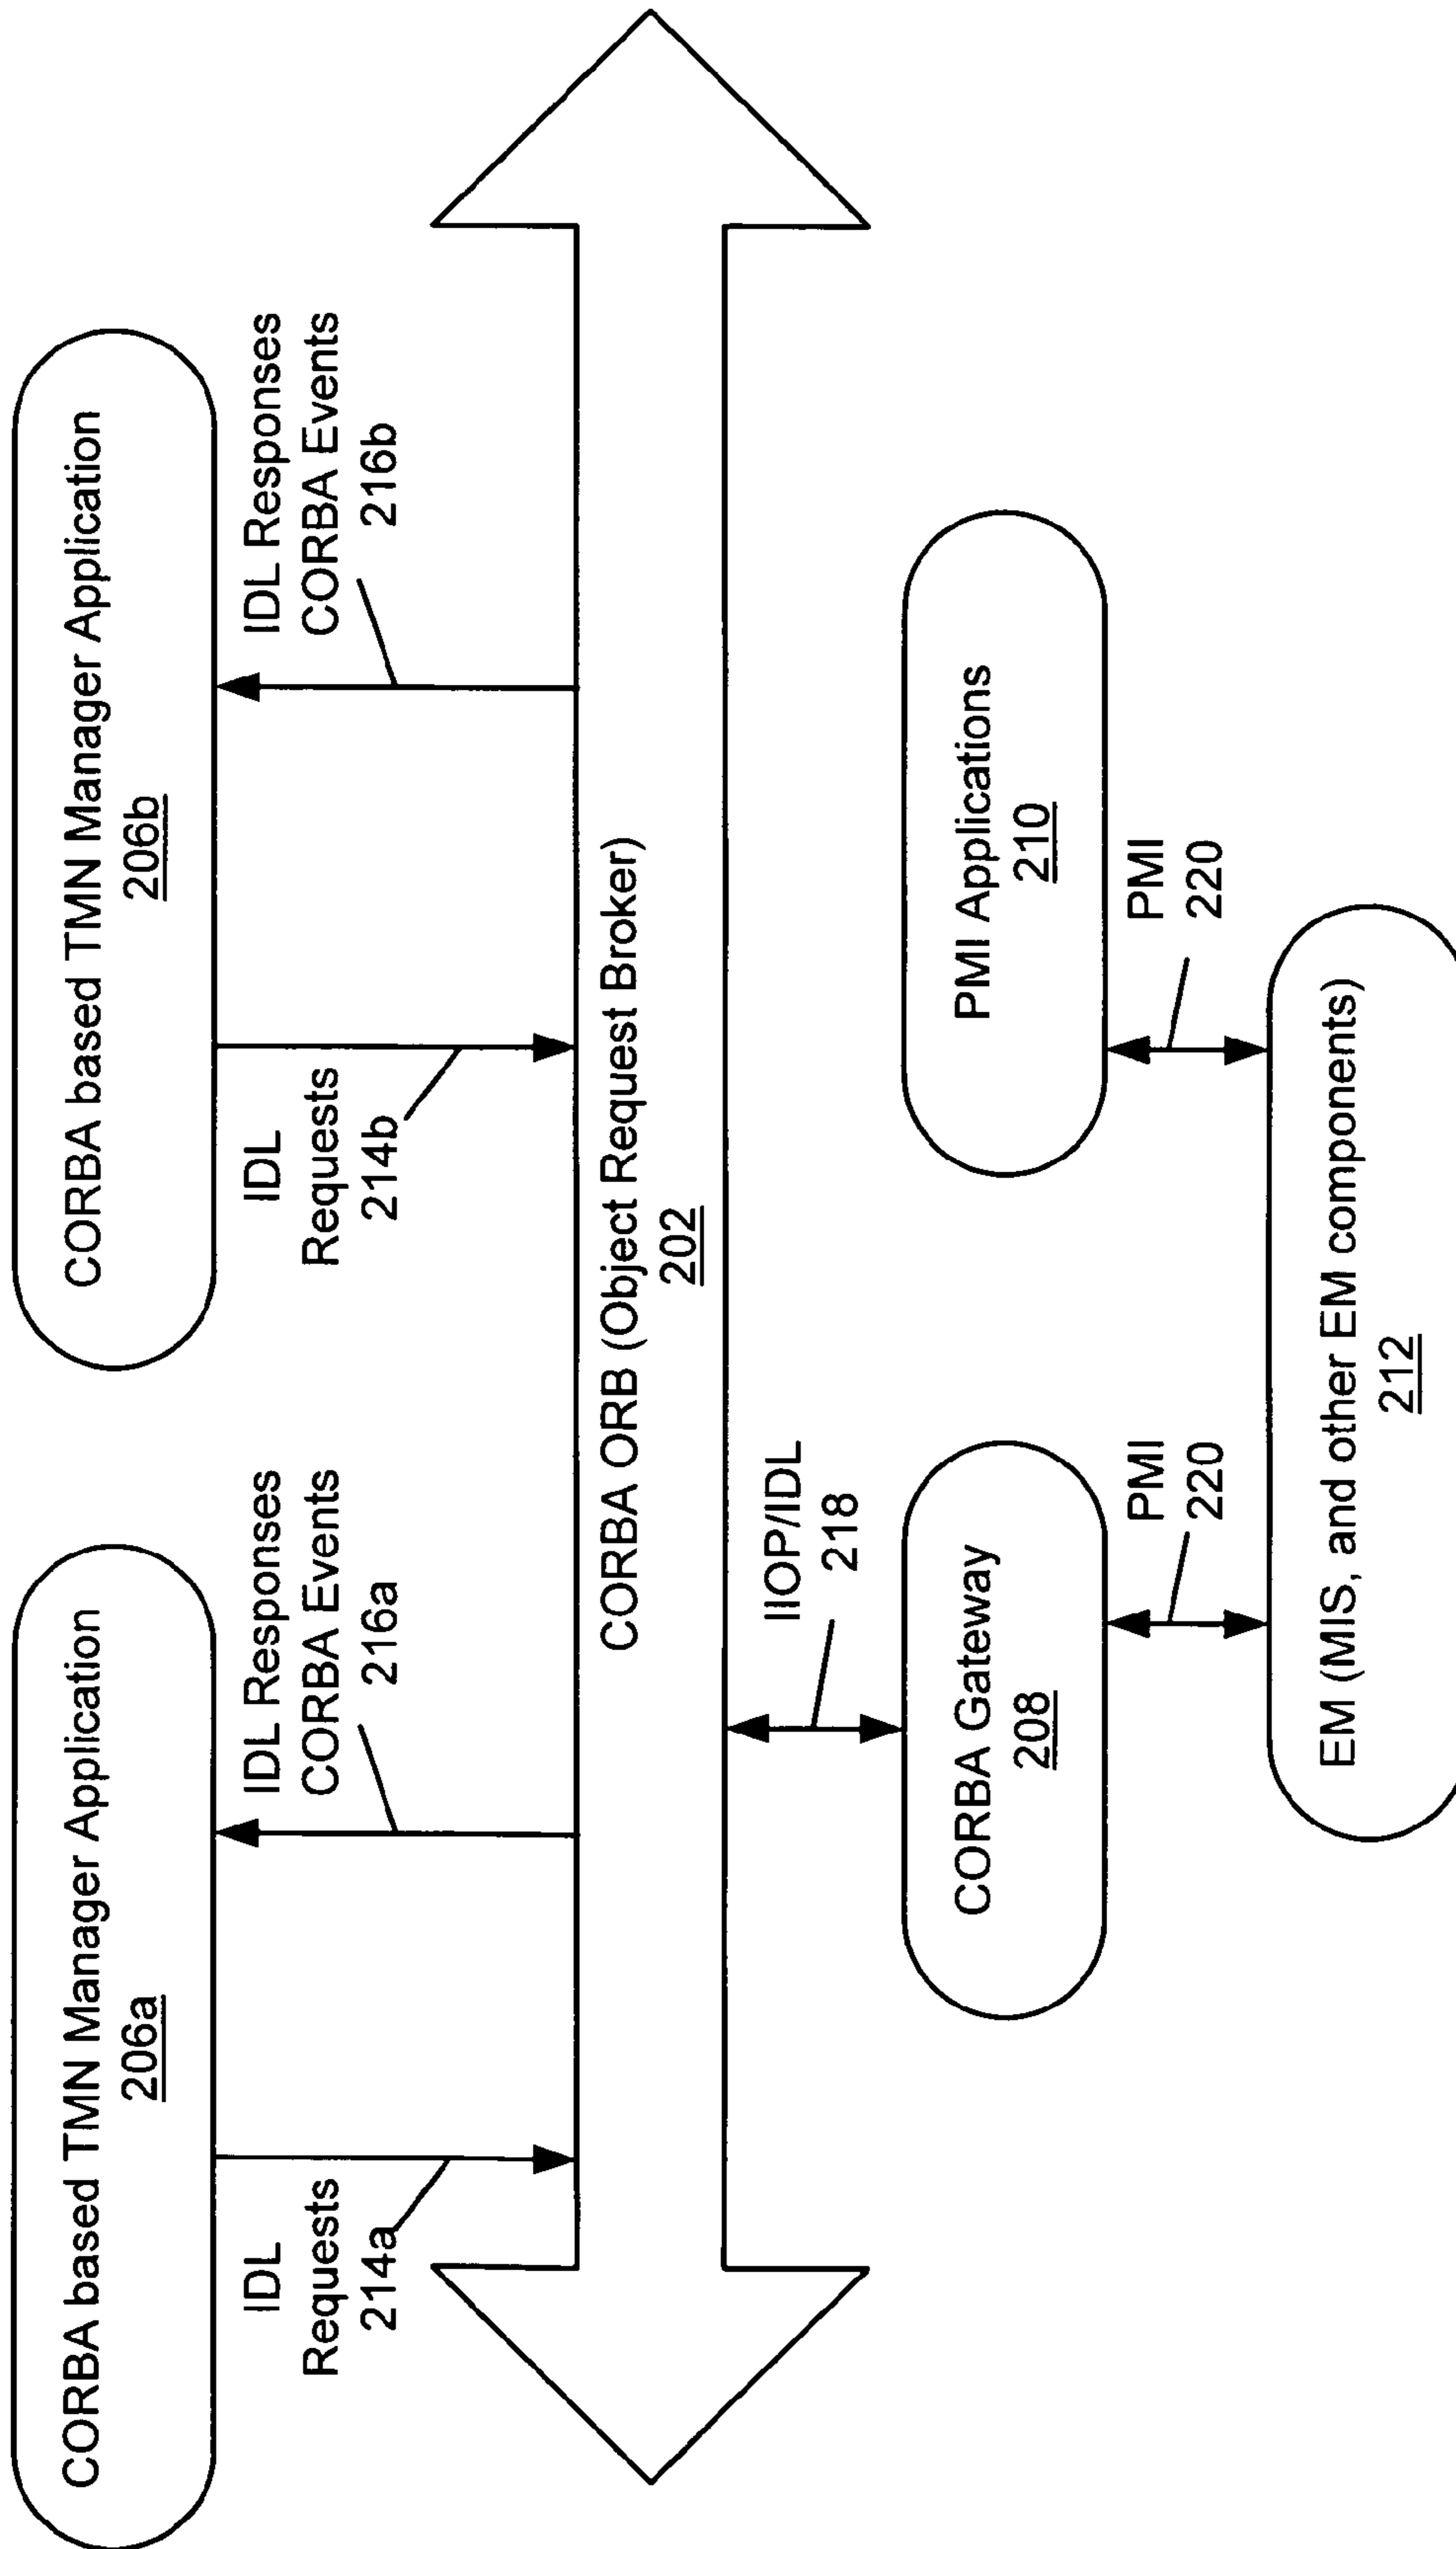 CORBA based TMN Manager Application
206a
CORBA based TMN Manager Application
206b
IDL
Requests
214a
IDL Responses
CORBA Events
216a
IDL
Requests
214b
IDL Responses
CORBA Events
216b
CORBA ORB (Object Request Broker)
202
IIOP/IDL
218
CORBA Gateway
208
PMI Applications
210
PMI
220
PMI
220
EM (MIS, and other EM components)
212